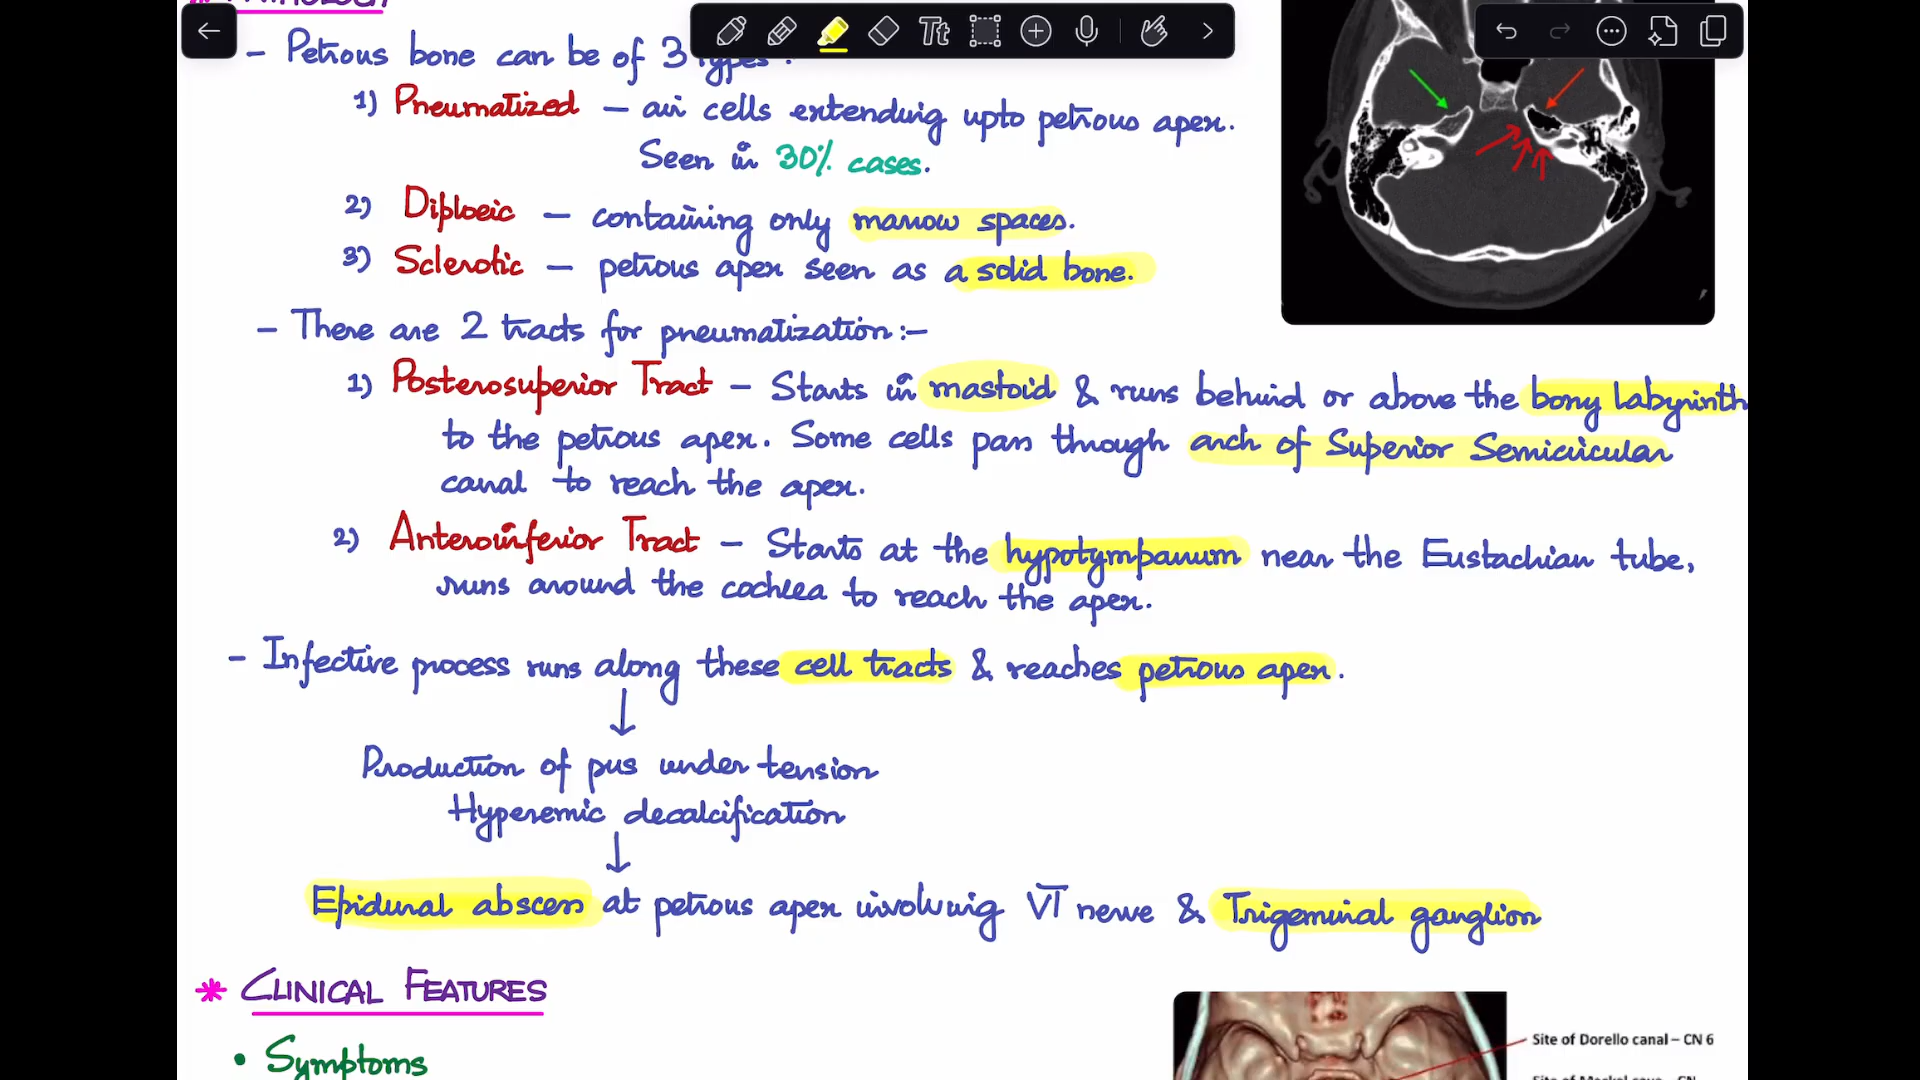 - Petrous bone can be of 3 types :
1) Pneumatized - air cells extending upto petrous apex.
Seen in 30% cases.
2) Diploeic - containing only marrow spaces.
3) Sclerotic - petrous apex seen as a solid bone.
- There are 2 tracts for pneumatization :-
1) Posterosuperior Tract - Starts in mastoid & runs behind or above the bony labyrinth
to the petrous apex. Some cells pass through arch of Superior Semicircular
canal to reach the apex.
2) Anteroinferior Tract - Starts at the hypotympanum near the Eustachian tube,
runs around the cochlea to reach the apex.
- Infective process runs along these cell tracts & reaches petrous apex.
↓
Production of pus under tension
Hyperemic decalcification
↓
Epidural abscess at petrous apex involving VI nerve & Trigeminal ganglion
* CLINICAL FEATURES
• Symptoms
Tt
Site of Dorello canal – CN 6